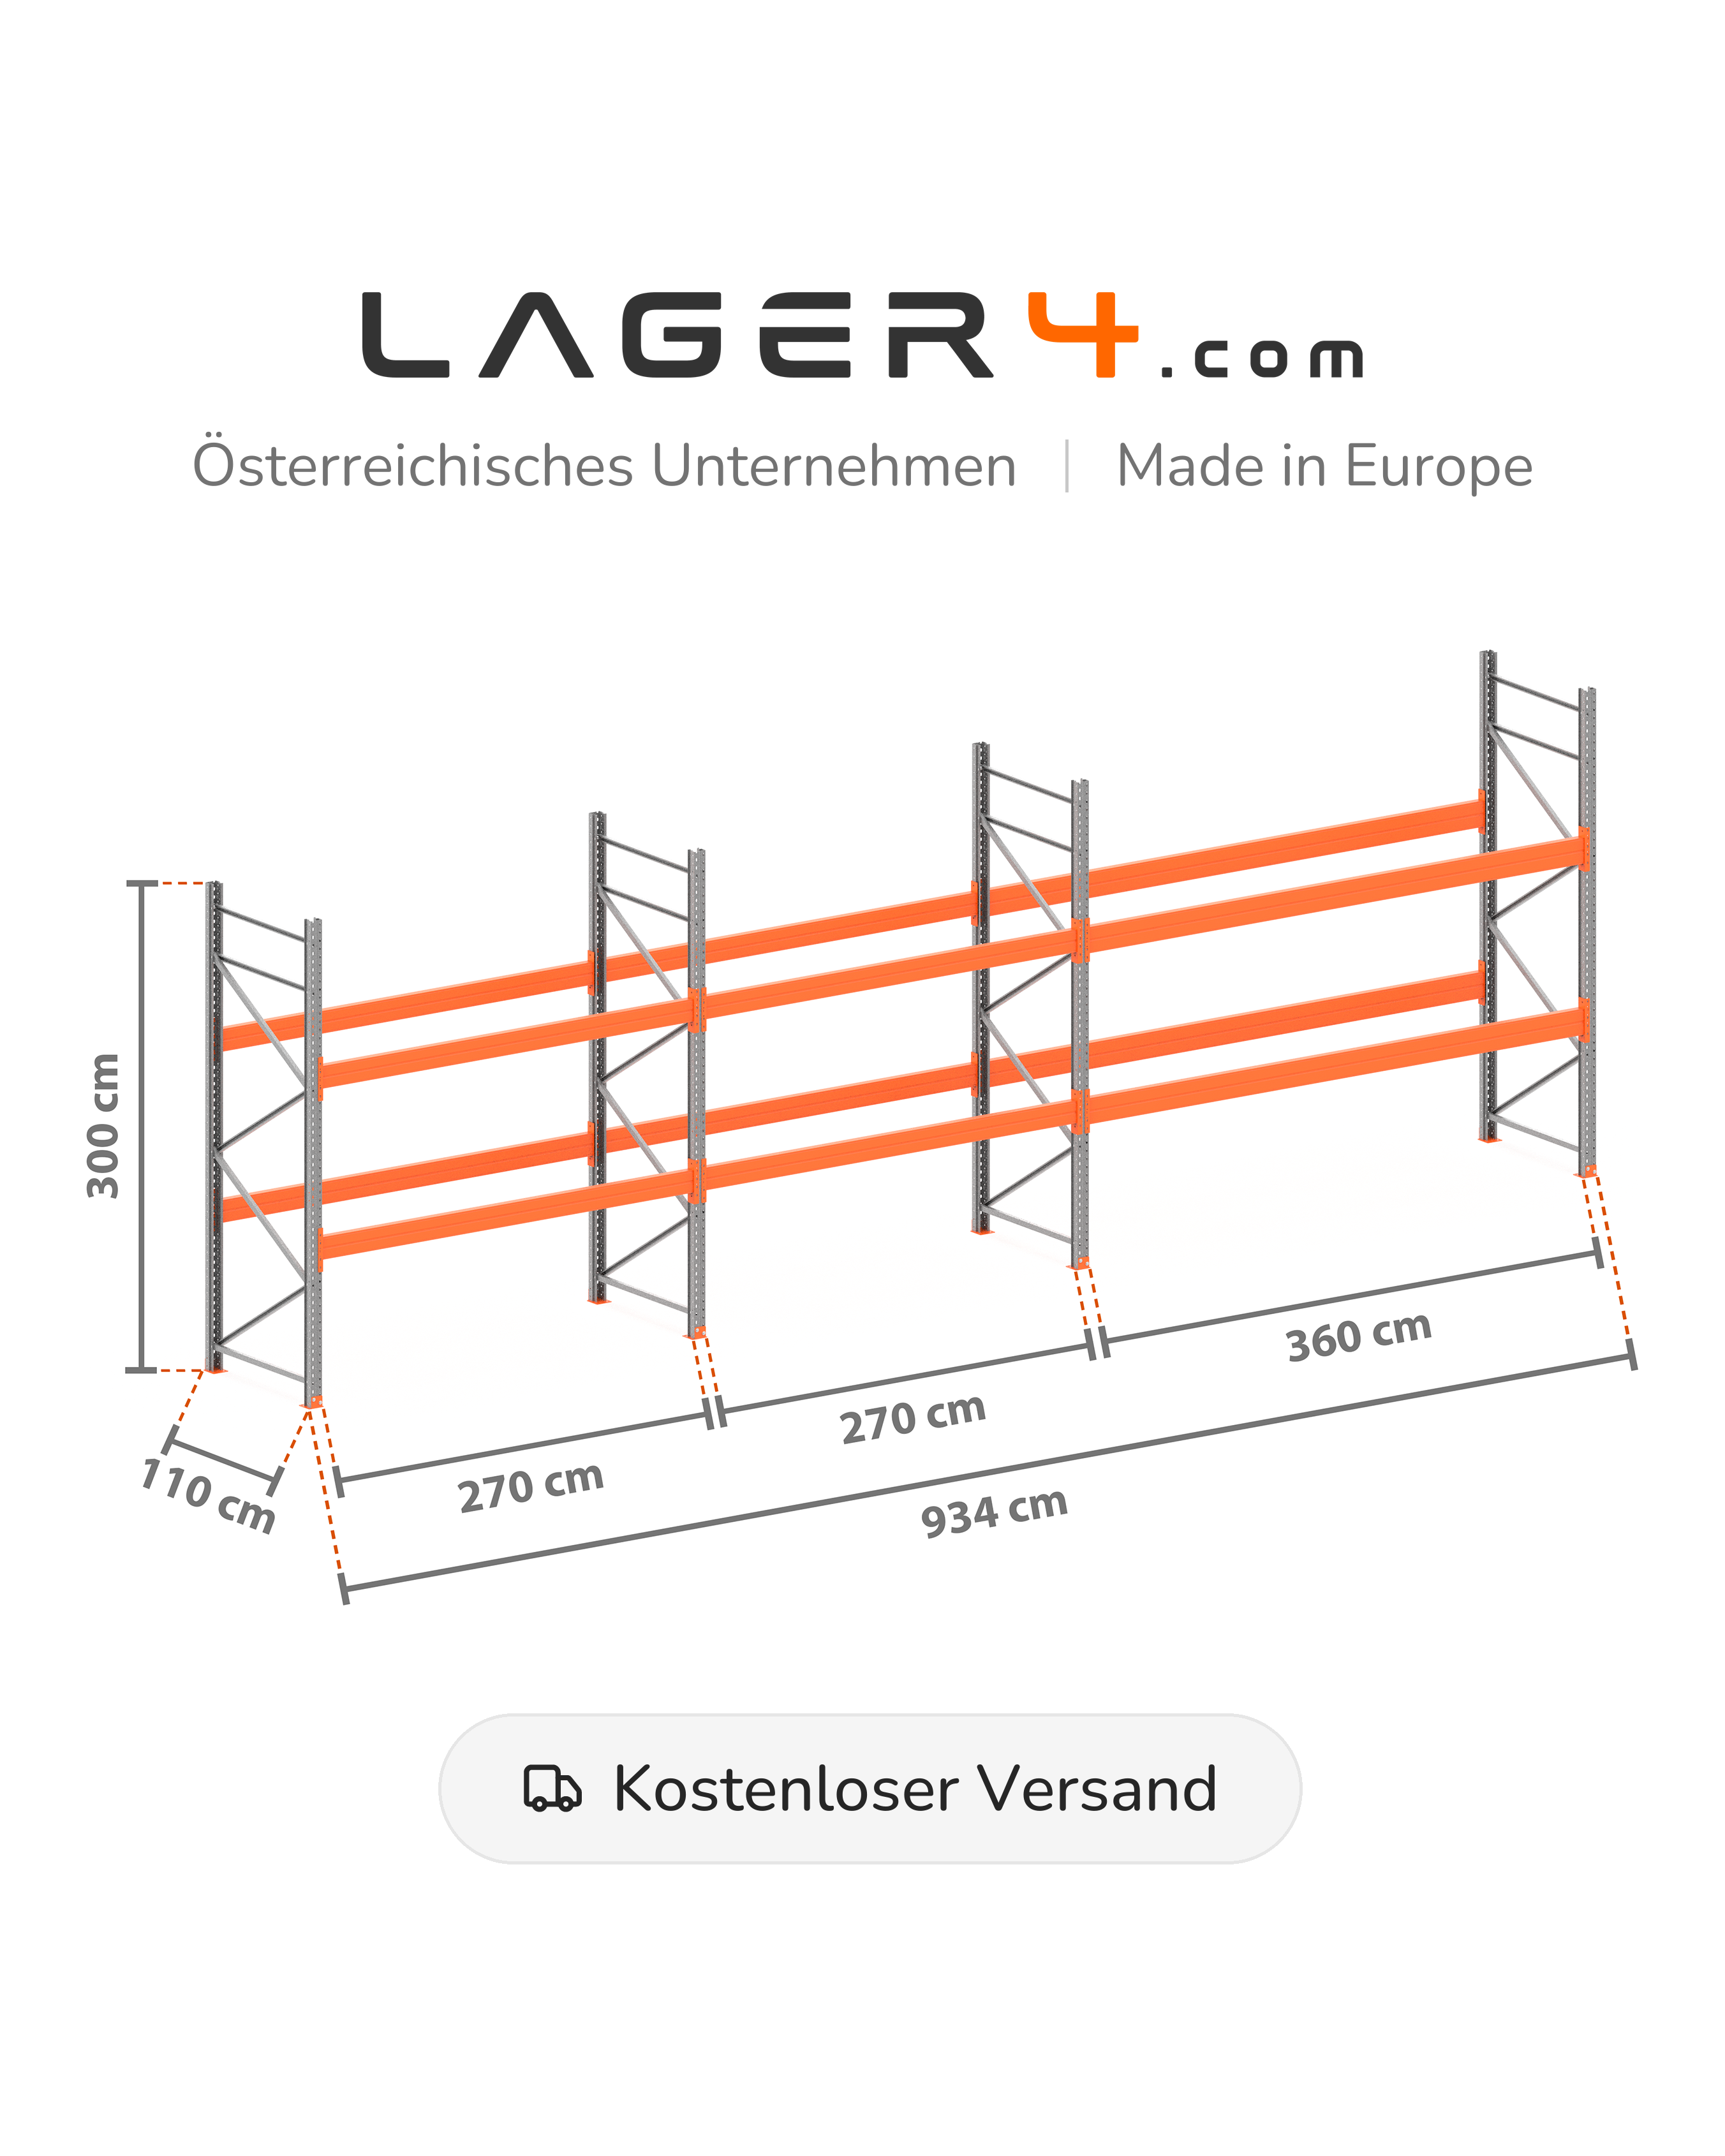 LAGER4.com
Österreichisches Unternehmen | Made in Europe
300 cm
110 cm
270 cm
270 cm
360 cm
934 cm
Kostenloser Versand